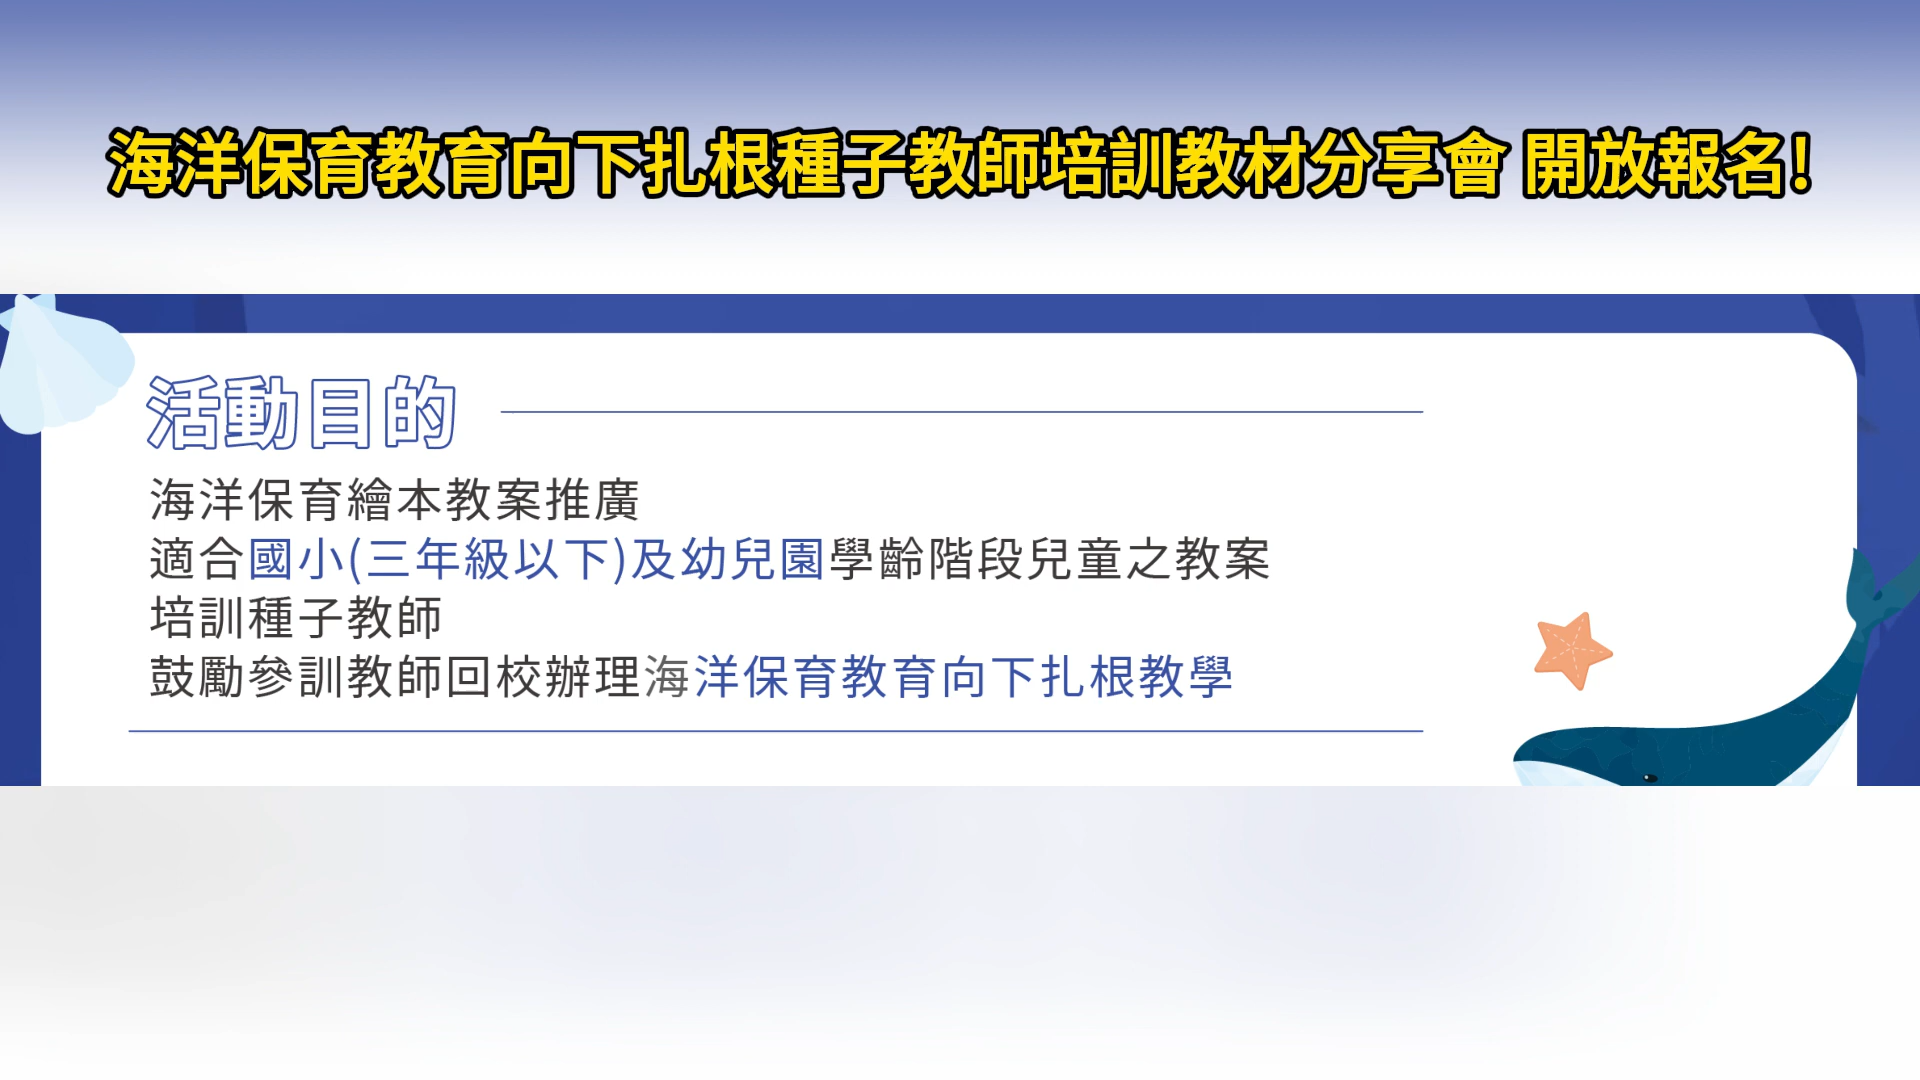 海洋保育教育向下扎根種子教師培訓教材分享會 開放報名!
活動目的
海洋保育繪本教案推廣
適合國小(三年級以下)及幼兒園學齡階段兒童之教案
培訓種子教師
鼓勵參訓教師回校辦理海洋保育教育向下扎根教學